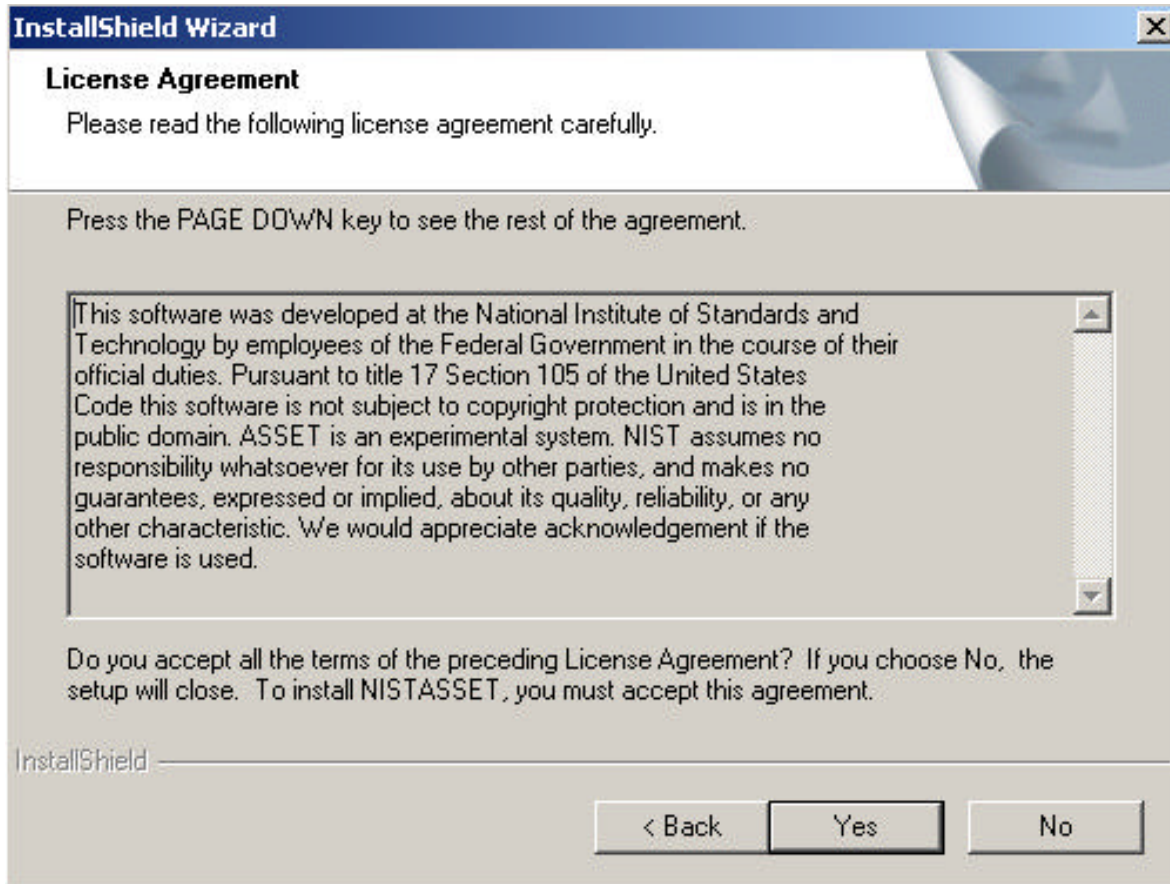 InstallShield Wizard
License Agreement
Please read the following license agreement carefully.
Press the PAGE DOWN key to see the rest of the agreement.
This software was developed at the National Institute of Standards and
Technology by employees of the Federal Government in the course of their
official duties. Pursuant to title 17 Section 105 of the United States
Code this software is not subject to copyright protection and is in the
public domain. ASSET is an experimental system. NIST assumes no
responsibility whatsoever for its use by other parties, and makes no
guarantees, expressed or implied, about its quality, reliability, or any
other characteristic. We would appreciate acknowledgement if the
software is used.
Do you accept all the terms of the preceding License Agreement? If you choose No, the
setup will close. To install NISTASSET, you must accept this agreement.
InstallShield
< Back Yes No